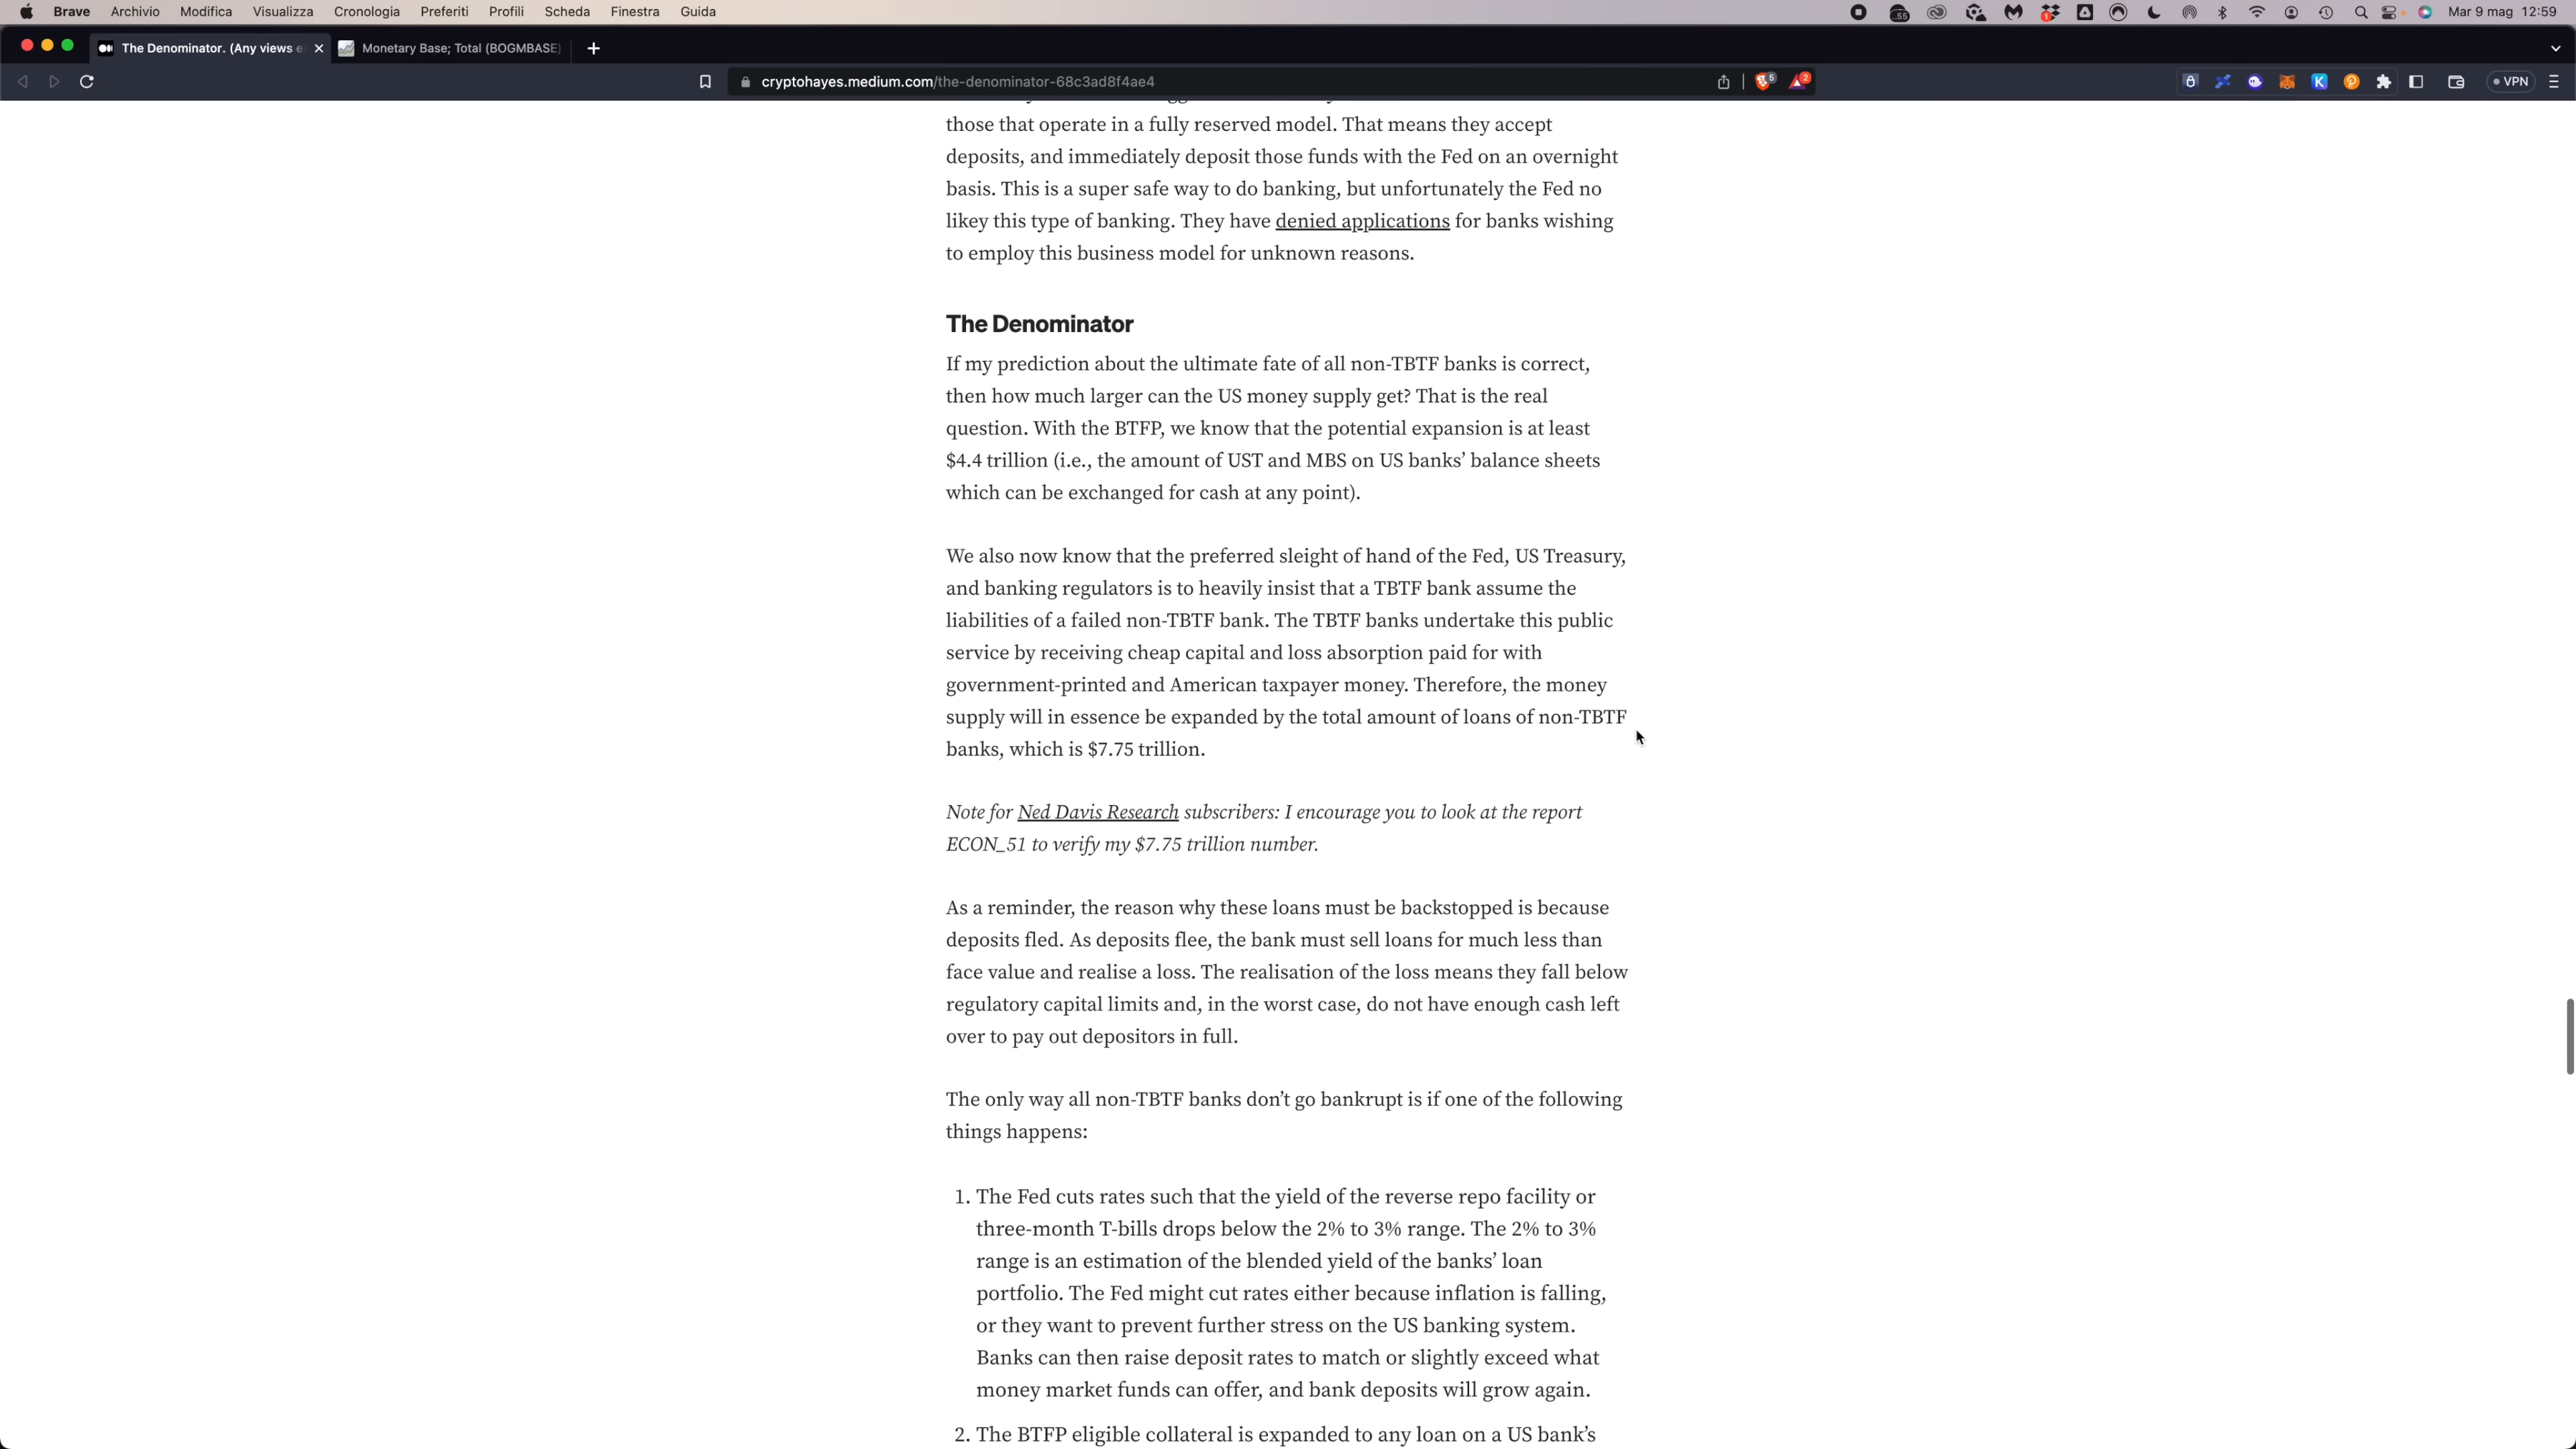 Brave Archivio Modifica Visualizza Cronologia Preferiti Profili Scheda Finestra Guida
Mar 9 mag 12:59
The Denominator. (Any views e
Monetary Base; Total (BOGMBASE)
cryptohayes.medium.com/the-denominator-68c3ad8f4ae4
VPN
those that operate in a fully reserved model. That means they accept
deposits, and immediately deposit those funds with the Fed on an overnight
basis. This is a super safe way to do banking, but unfortunately the Fed no
likey this type of banking. They have denied applications for banks wishing
to employ this business model for unknown reasons.
The Denominator
If my prediction about the ultimate fate of all non-TBTF banks is correct,
then how much larger can the US money supply get? That is the real
question. With the BTFP, we know that the potential expansion is at least
$4.4 trillion (i.e., the amount of UST and MBS on US banks’ balance sheets
which can be exchanged for cash at any point).
We also now know that the preferred sleight of hand of the Fed, US Treasury,
and banking regulators is to heavily insist that a TBTF bank assume the
liabilities of a failed non-TBTF bank. The TBTF banks undertake this public
service by receiving cheap capital and loss absorption paid for with
government-printed and American taxpayer money. Therefore, the money
supply will in essence be expanded by the total amount of loans of non-TBTF
banks, which is $7.75 trillion.
Note for Ned Davis Research subscribers: I encourage you to look at the report
ECON_51 to verify my $7.75 trillion number.
As a reminder, the reason why these loans must be backstopped is because
deposits fled. As deposits flee, the bank must sell loans for much less than
face value and realise a loss. The realisation of the loss means they fall below
regulatory capital limits and, in the worst case, do not have enough cash left
over to pay out depositors in full.
The only way all non-TBTF banks don’t go bankrupt is if one of the following
things happens:
1. The Fed cuts rates such that the yield of the reverse repo facility or
three-month T-bills drops below the 2% to 3% range. The 2% to 3%
range is an estimation of the blended yield of the banks’ loan
portfolio. The Fed might cut rates either because inflation is falling,
or they want to prevent further stress on the US banking system.
Banks can then raise deposit rates to match or slightly exceed what
money market funds can offer, and bank deposits will grow again.
2. The BTFP eligible collateral is expanded to any loan on a US bank’s